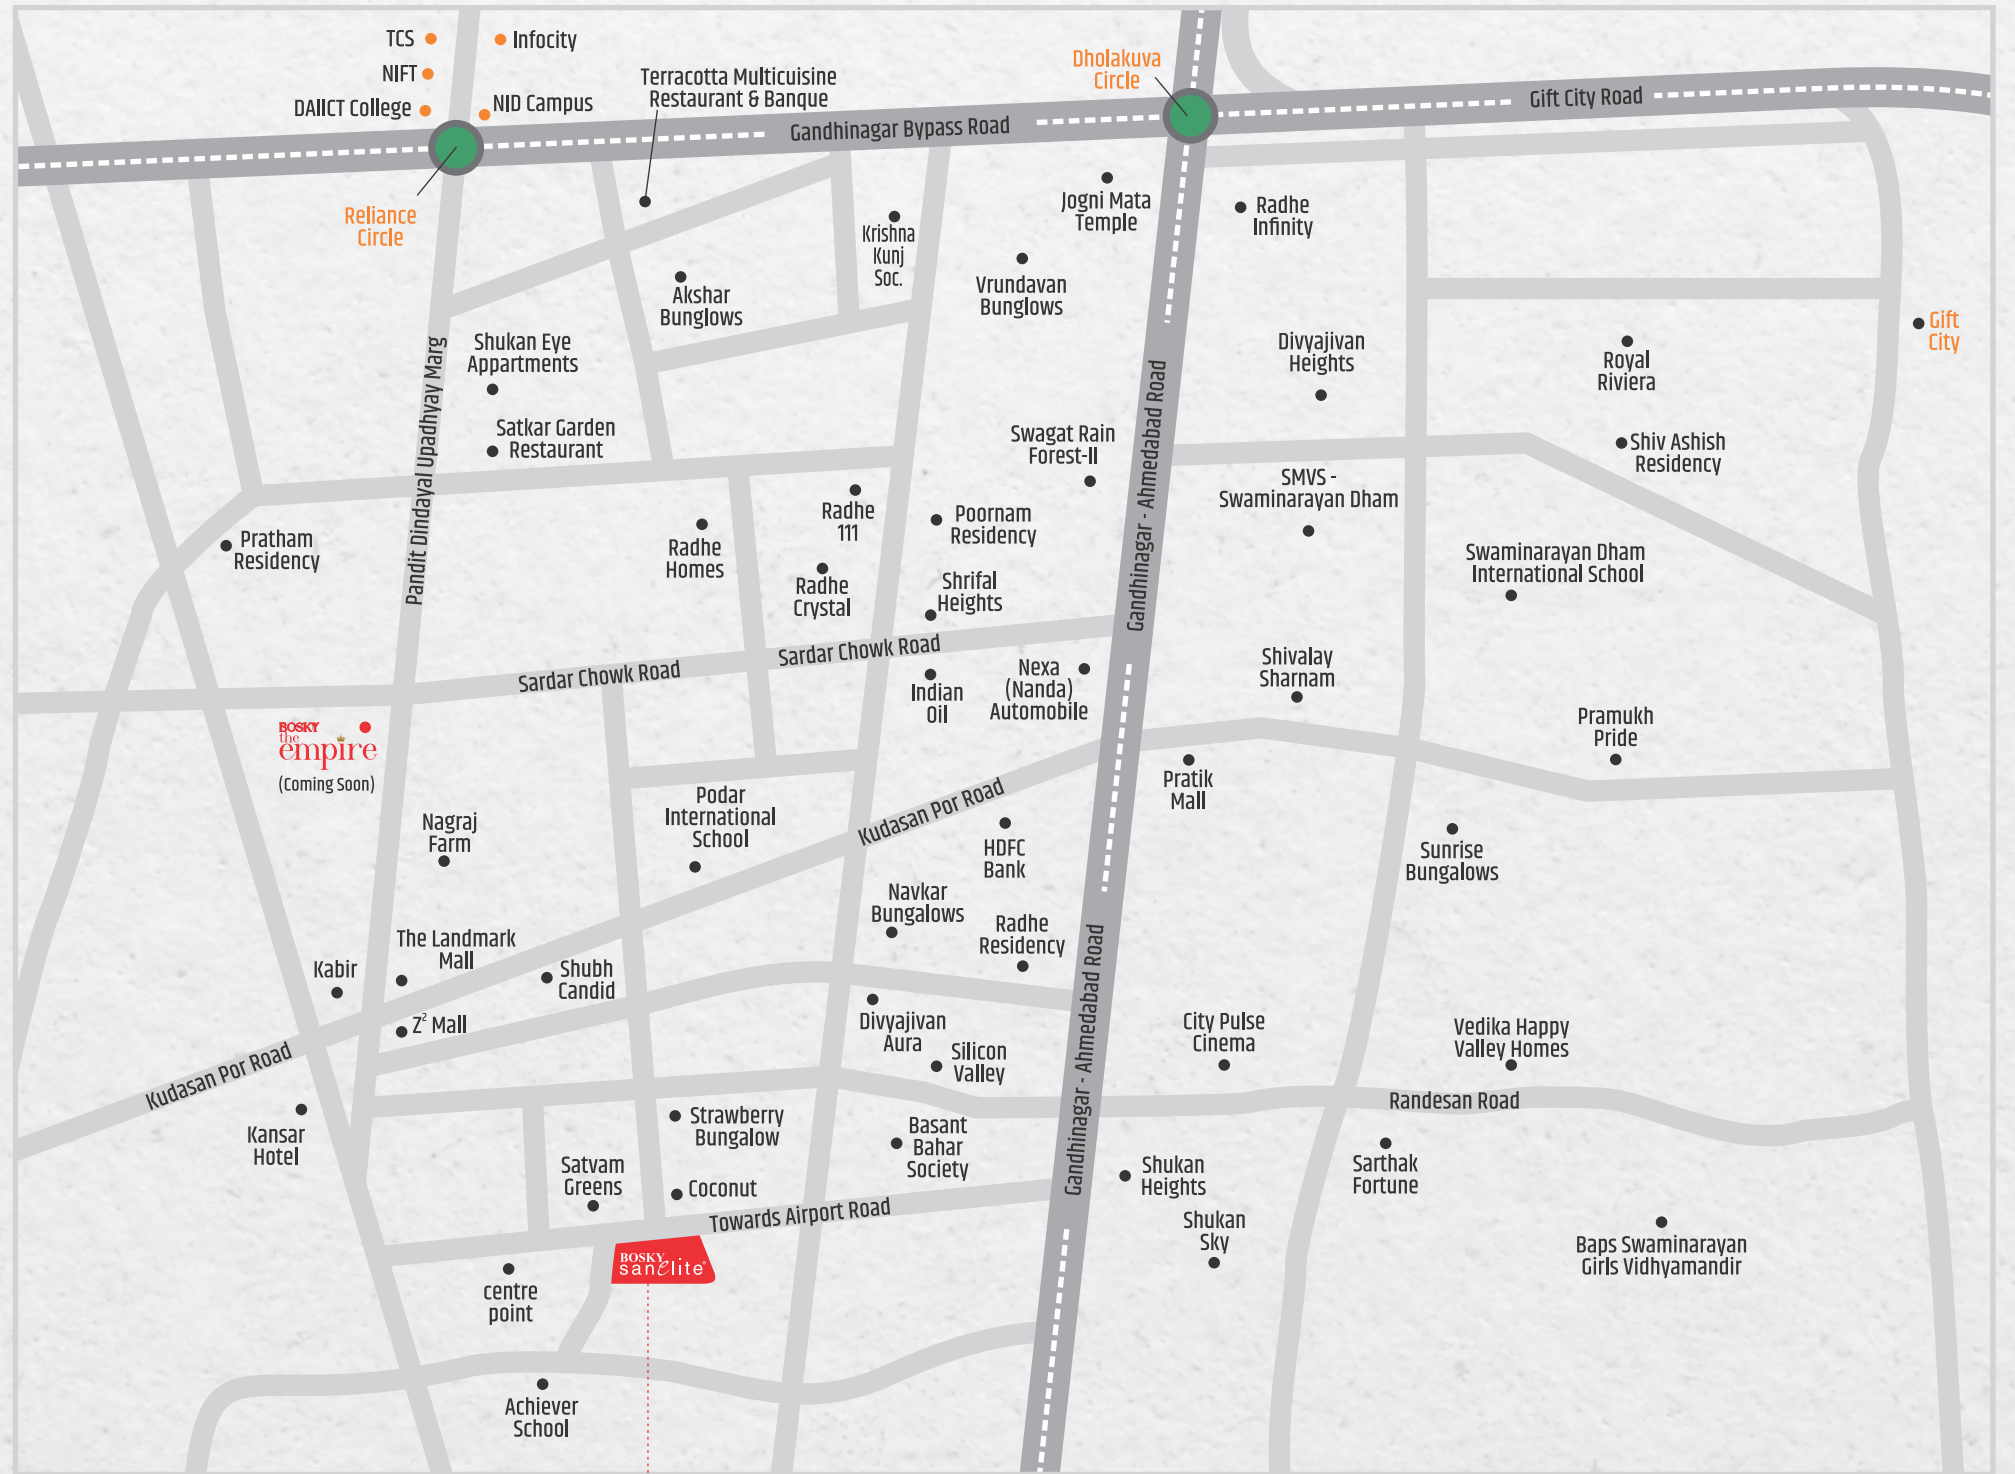 TCS
Infocity
NIFT
DAIICT College
NID Campus
Terracotta Multicuisine
Restaurant & Banque
Dholakuva
Circle
Gift City Road
Gandhinagar Bypass Road
Reliance
Circle
Jogni Mata
Temple
Radhe
Infinity
Krishna
Kunj
Soc.
Vrundavan
Bunglows
Akshar
Bunglows
Gift
City
Shukan Eye
Appartments
Divyajivan
Heights
Royal
Riviera
Pandit Dindayal Upadhyay Marg
Gandhinagar - Ahmedabad Road
Satkar Garden
Restaurant
Swagat Rain
Forest-II
Shiv Ashish
Residency
SMVS -
Swaminarayan Dham
Radhe
111
Poornam
Residency
Pratham
Residency
Radhe
Homes
Swaminarayan Dham
International School
Radhe
Crystal
Shrifal
Heights
Sardar Chowk Road
Sardar Chowk Road
Indian
Oil
Nexa
(Nanda)
Automobile
Shivalay
Sharnam
Pramukh
Pride
BOSKY
the
empire
(Coming Soon)
Pratik
Mall
Podar
International
School
Kudasan Por Road
Nagraj
Farm
HDFC
Bank
Sunrise
Bungalows
Navkar
Bungalows
Radhe
Residency
Gandhinagar - Ahmedabad Road
The Landmark
Mall
Kabir
Shubh
Candid
Z² Mall
Divyajivan
Aura
Silicon
Valley
City Pulse
Cinema
Vedika Happy
Valley Homes
Kudasan Por Road
Randesan Road
Strawberry
Bungalow
Basant
Bahar
Society
Kansar
Hotel
Satvam
Greens
Coconut
Shukan
Heights
Sarthak
Fortune
Towards Airport Road
Shukan
Sky
Baps Swaminarayan
Girls Vidhyamandir
BOSKY
sanelite
centre
point
Achiever
School